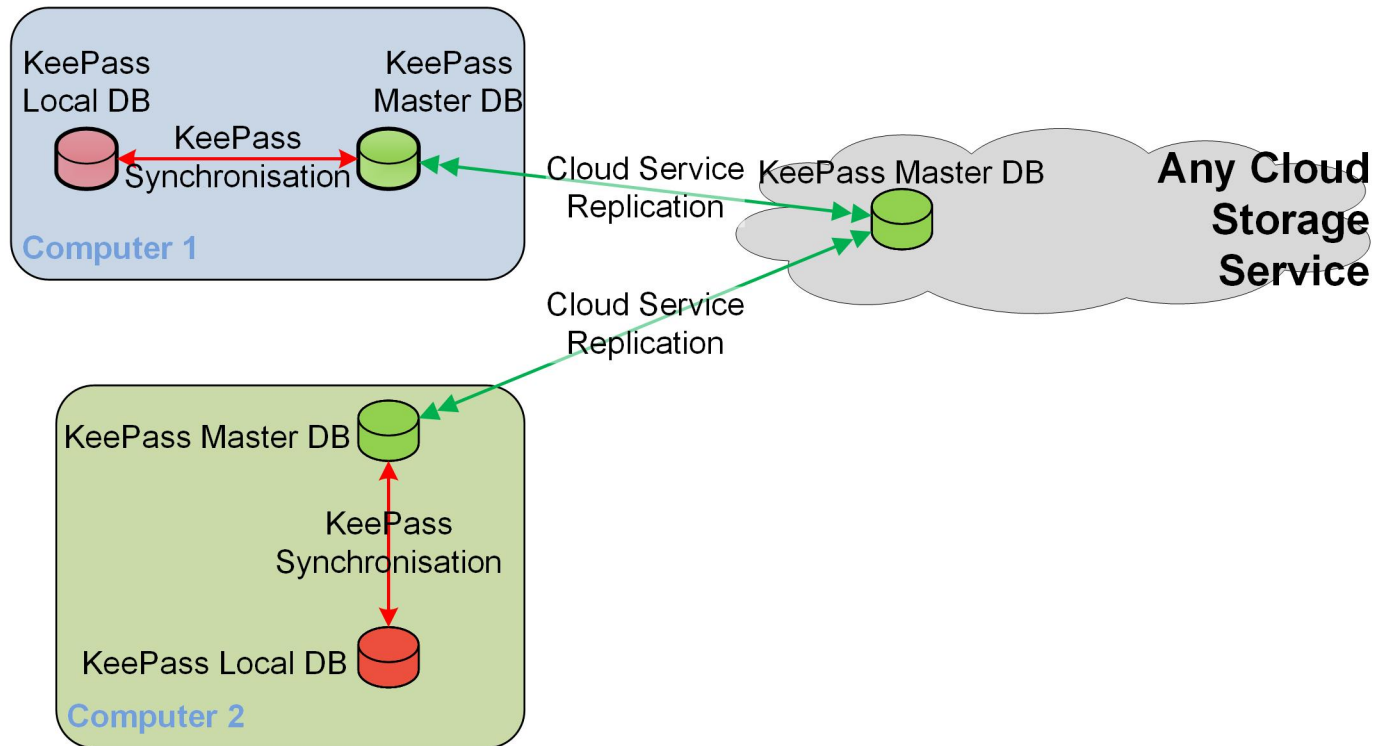 KeePass
Local DB
KeePass
Master DB
KeePass
Synchronisation
Computer 1
Cloud Service
Replication
KeePass Master DB
Any Cloud
Storage
Service
Cloud Service
Replication
KeePass Master DB
KeePass
Synchronisation
KeePass Local DB
Computer 2